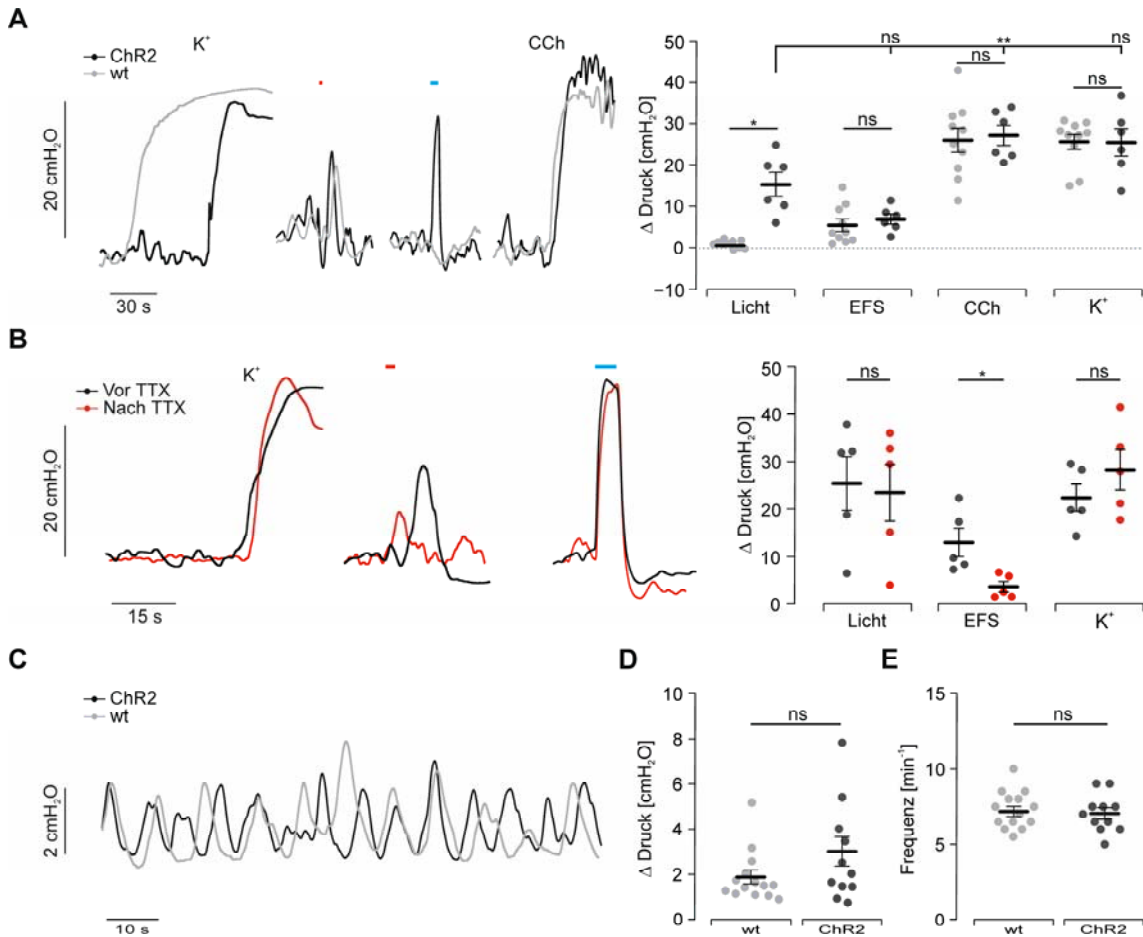 A
K⁺
CCh
ChR2
wt
20 cmH₂O
30 s
Δ Druck [cmH₂O]
50
40
30
20
10
0
−10
ns
**
ns
ns
ns
*
ns
Licht
EFS
CCh
K⁺
B
K⁺
Vor TTX
Nach TTX
20 cmH₂O
15 s
Δ Druck [cmH₂O]
50
40
30
20
10
0
ns
*
ns
Licht
EFS
K⁺
C
ChR2
wt
2 cmH₂O
10 s
D
Δ Druck [cmH₂O]
10
8
6
4
2
0
ns
wt
ChR2
E
Frequenz [min⁻¹]
15
10
5
0
ns
wt
ChR2